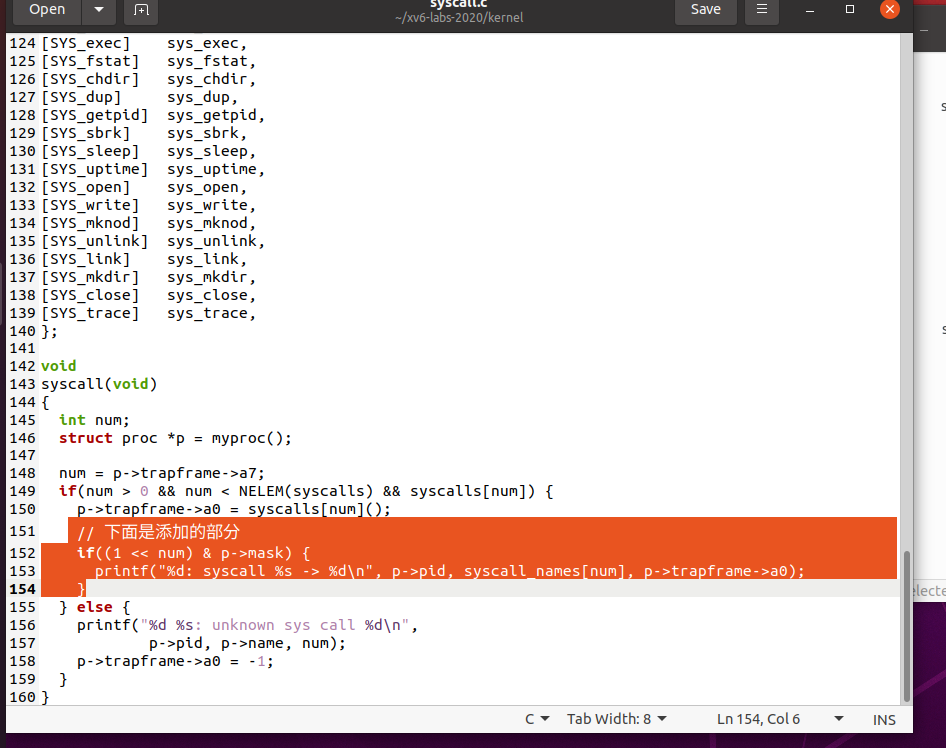 Open
syscall.c
~/xv6-labs-2020/kernel
Save
124 [SYS_exec]    sys_exec,
125 [SYS_fstat]   sys_fstat,
126 [SYS_chdir]   sys_chdir,
127 [SYS_dup]     sys_dup,
128 [SYS_getpid]  sys_getpid,
129 [SYS_sbrk]    sys_sbrk,
130 [SYS_sleep]   sys_sleep,
131 [SYS_uptime]  sys_uptime,
132 [SYS_open]    sys_open,
133 [SYS_write]   sys_write,
134 [SYS_mknod]   sys_mknod,
135 [SYS_unlink]  sys_unlink,
136 [SYS_link]    sys_link,
137 [SYS_mkdir]   sys_mkdir,
138 [SYS_close]   sys_close,
139 [SYS_trace]   sys_trace,
140 };
141
142 void
143 syscall(void)
144 {
145   int num;
146   struct proc *p = myproc();
147
148   num = p->trapframe->a7;
149   if(num > 0 && num < NELEM(syscalls) && syscalls[num]) {
150     p->trapframe->a0 = syscalls[num]();
151     // 下面是添加的部分
152     if((1 << num) & p->mask) {
153       printf("%d: syscall %s -> %d\n", p->pid, syscall_names[num], p->trapframe->a0);
154     }
155   } else {
156     printf("%d %s: unknown sys call %d\n",
157             p->pid, p->name, num);
158     p->trapframe->a0 = -1;
159   }
160 }
C
Tab Width: 8
Ln 154, Col 6
INS